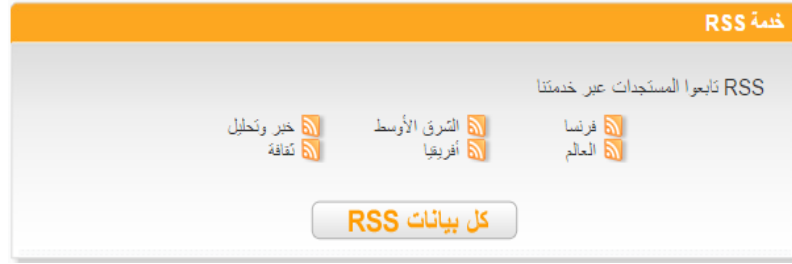 خدمة RSS
RSS تابعوا المستجدات عبر خدمتنا
فرنسا الشرق الأوسط خبر وتحليل
العالم أفريقيا ثقافة
كل بيانات RSS